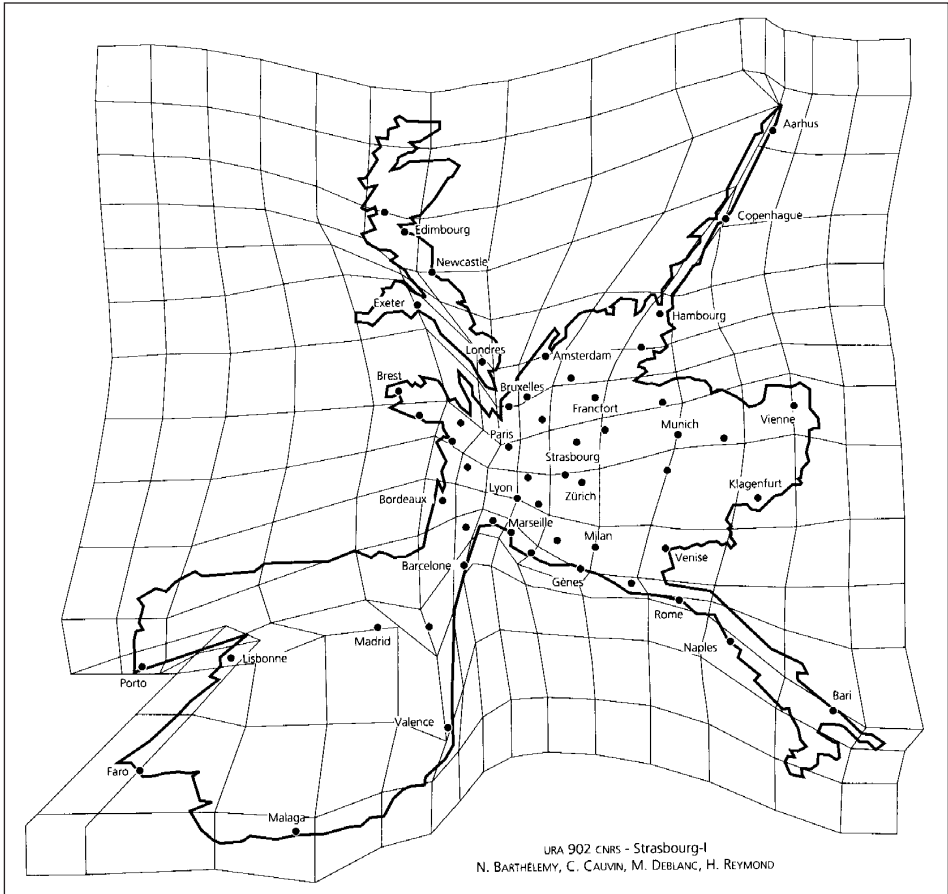 Aarhus
Copenhague
Edimbourg
Newcastle
Exeter
Hambourg
Londres
Amsterdam
Brest
Bruxelles
Francfort
Vienne
Paris
Munich
Strasbourg
Lyon
Zürich
Klagenfurt
Bordeaux
Marseille
Milan
Venise
Barcelone
Gênes
Rome
Madrid
Naples
Lisbonne
Porto
Bari
Valence
Faro
Malaga
URA 902 CNRS - Strasbourg-I
N. BARTHÉLEMY, C. CAUVIN, M. DEBLANC, H. REYMOND